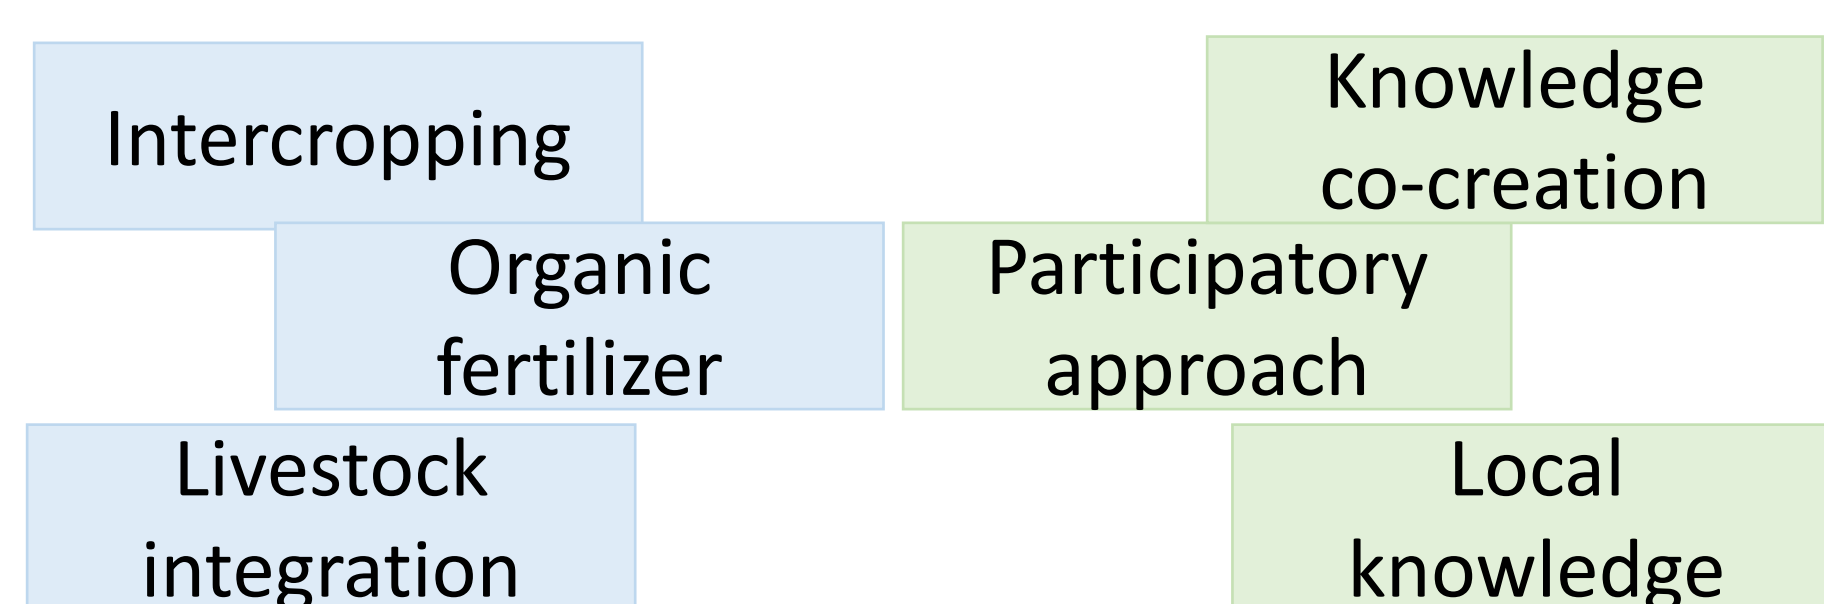 Intercropping
Knowledge
co-creation
Organic
fertilizer
Participatory
approach
Livestock
integration
Local
knowledge